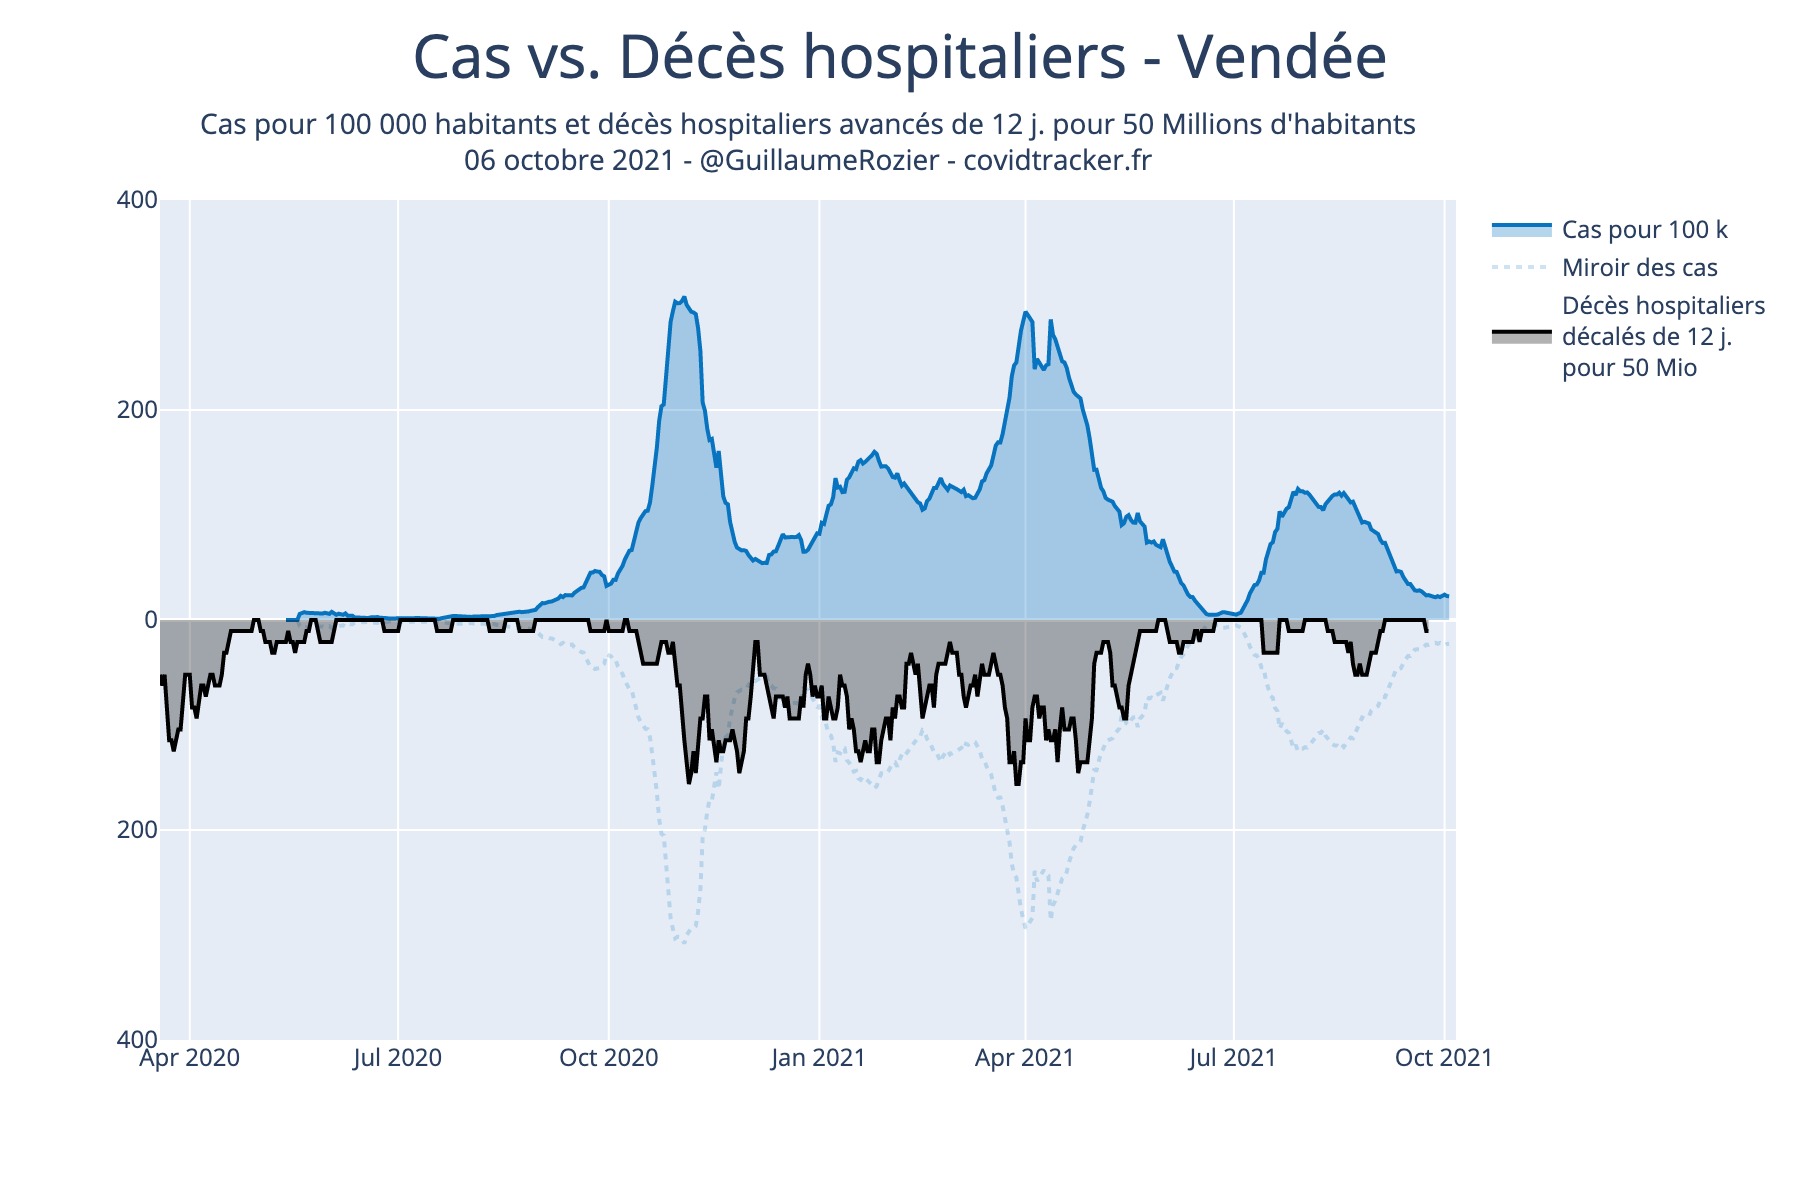 Cas vs. Décès hospitaliers - Vendée
Cas pour 100 000 habitants et décès hospitaliers avancés de 12 j. pour 50 Millions d'habitants
06 octobre 2021 - @GuillaumeRozier - covidtracker.fr
400
200
0
200
400
Apr 2020
Jul 2020
Oct 2020
Jan 2021
Apr 2021
Jul 2021
Oct 2021
Cas pour 100 k
Miroir des cas
Décès hospitaliers
décalés de 12 j.
pour 50 Mio